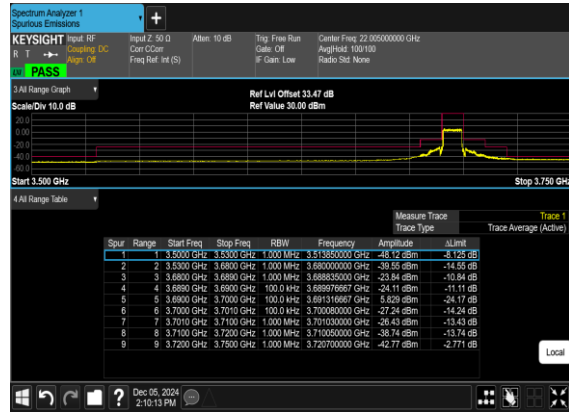 Spectrum Analyzer 1
Spurious Emissions
KEYSIGHT Input: RF Input Z: 50 Ω Atten: 10 dB Trig: Free Run Center Freq: 22.005000000 GHz
R T Coupling: DC Corr CCorr Gate: Off Avg|Hold: 100/100
Align: Off Freq Ref: Int (S) IF Gain: Low Radio Std: None
PASS
3 All Range Graph
Ref Lvl Offset 33.47 dB
Scale/Div 10.0 dB Ref Value 30.00 dBm
20.0
0.00
-20.0
-40.0
-60.0
Start 3.500 GHz Stop 3.750 GHz
4 All Range Table
Measure Trace Trace 1
Trace Type Trace Average (Active)
Spur Range Start Freq Stop Freq RBW Frequency Amplitude ΔLimit
1 1 3.5000 GHz 3.5300 GHz 1.000 MHz 3.513850000 GHz -48.12 dBm -8.125 dB
2 2 3.5300 GHz 3.6800 GHz 1.000 MHz 3.680000000 GHz -39.55 dBm -14.55 dB
3 3 3.6800 GHz 3.6890 GHz 1.000 MHz 3.688835000 GHz -23.84 dBm -10.84 dB
4 4 3.6890 GHz 3.6900 GHz 100.0 kHz 3.689976667 GHz -24.11 dBm -11.11 dB
5 5 3.6900 GHz 3.7000 GHz 100.0 kHz 3.691316667 GHz 5.829 dBm -24.17 dB
6 6 3.7000 GHz 3.7010 GHz 100.0 kHz 3.700080000 GHz -27.24 dBm -14.24 dB
7 7 3.7010 GHz 3.7100 GHz 1.000 MHz 3.701030000 GHz -26.43 dBm -13.43 dB
8 8 3.7100 GHz 3.7200 GHz 1.000 MHz 3.710050000 GHz -38.74 dBm -13.74 dB
9 9 3.7200 GHz 3.7500 GHz 1.000 MHz 3.720700000 GHz -42.77 dBm -2.771 dB
Local
Dec 05, 2024
2:10:13 PM